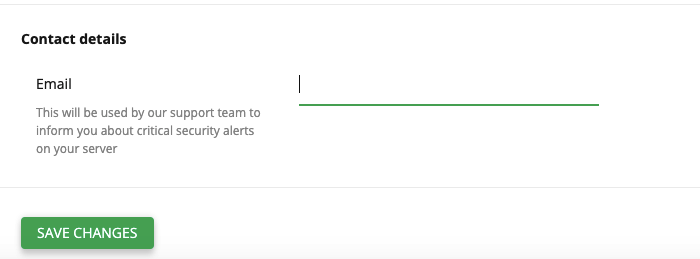 Contact details
Email
This will be used by our support team to
inform you about critical security alerts
on your server
SAVE CHANGES